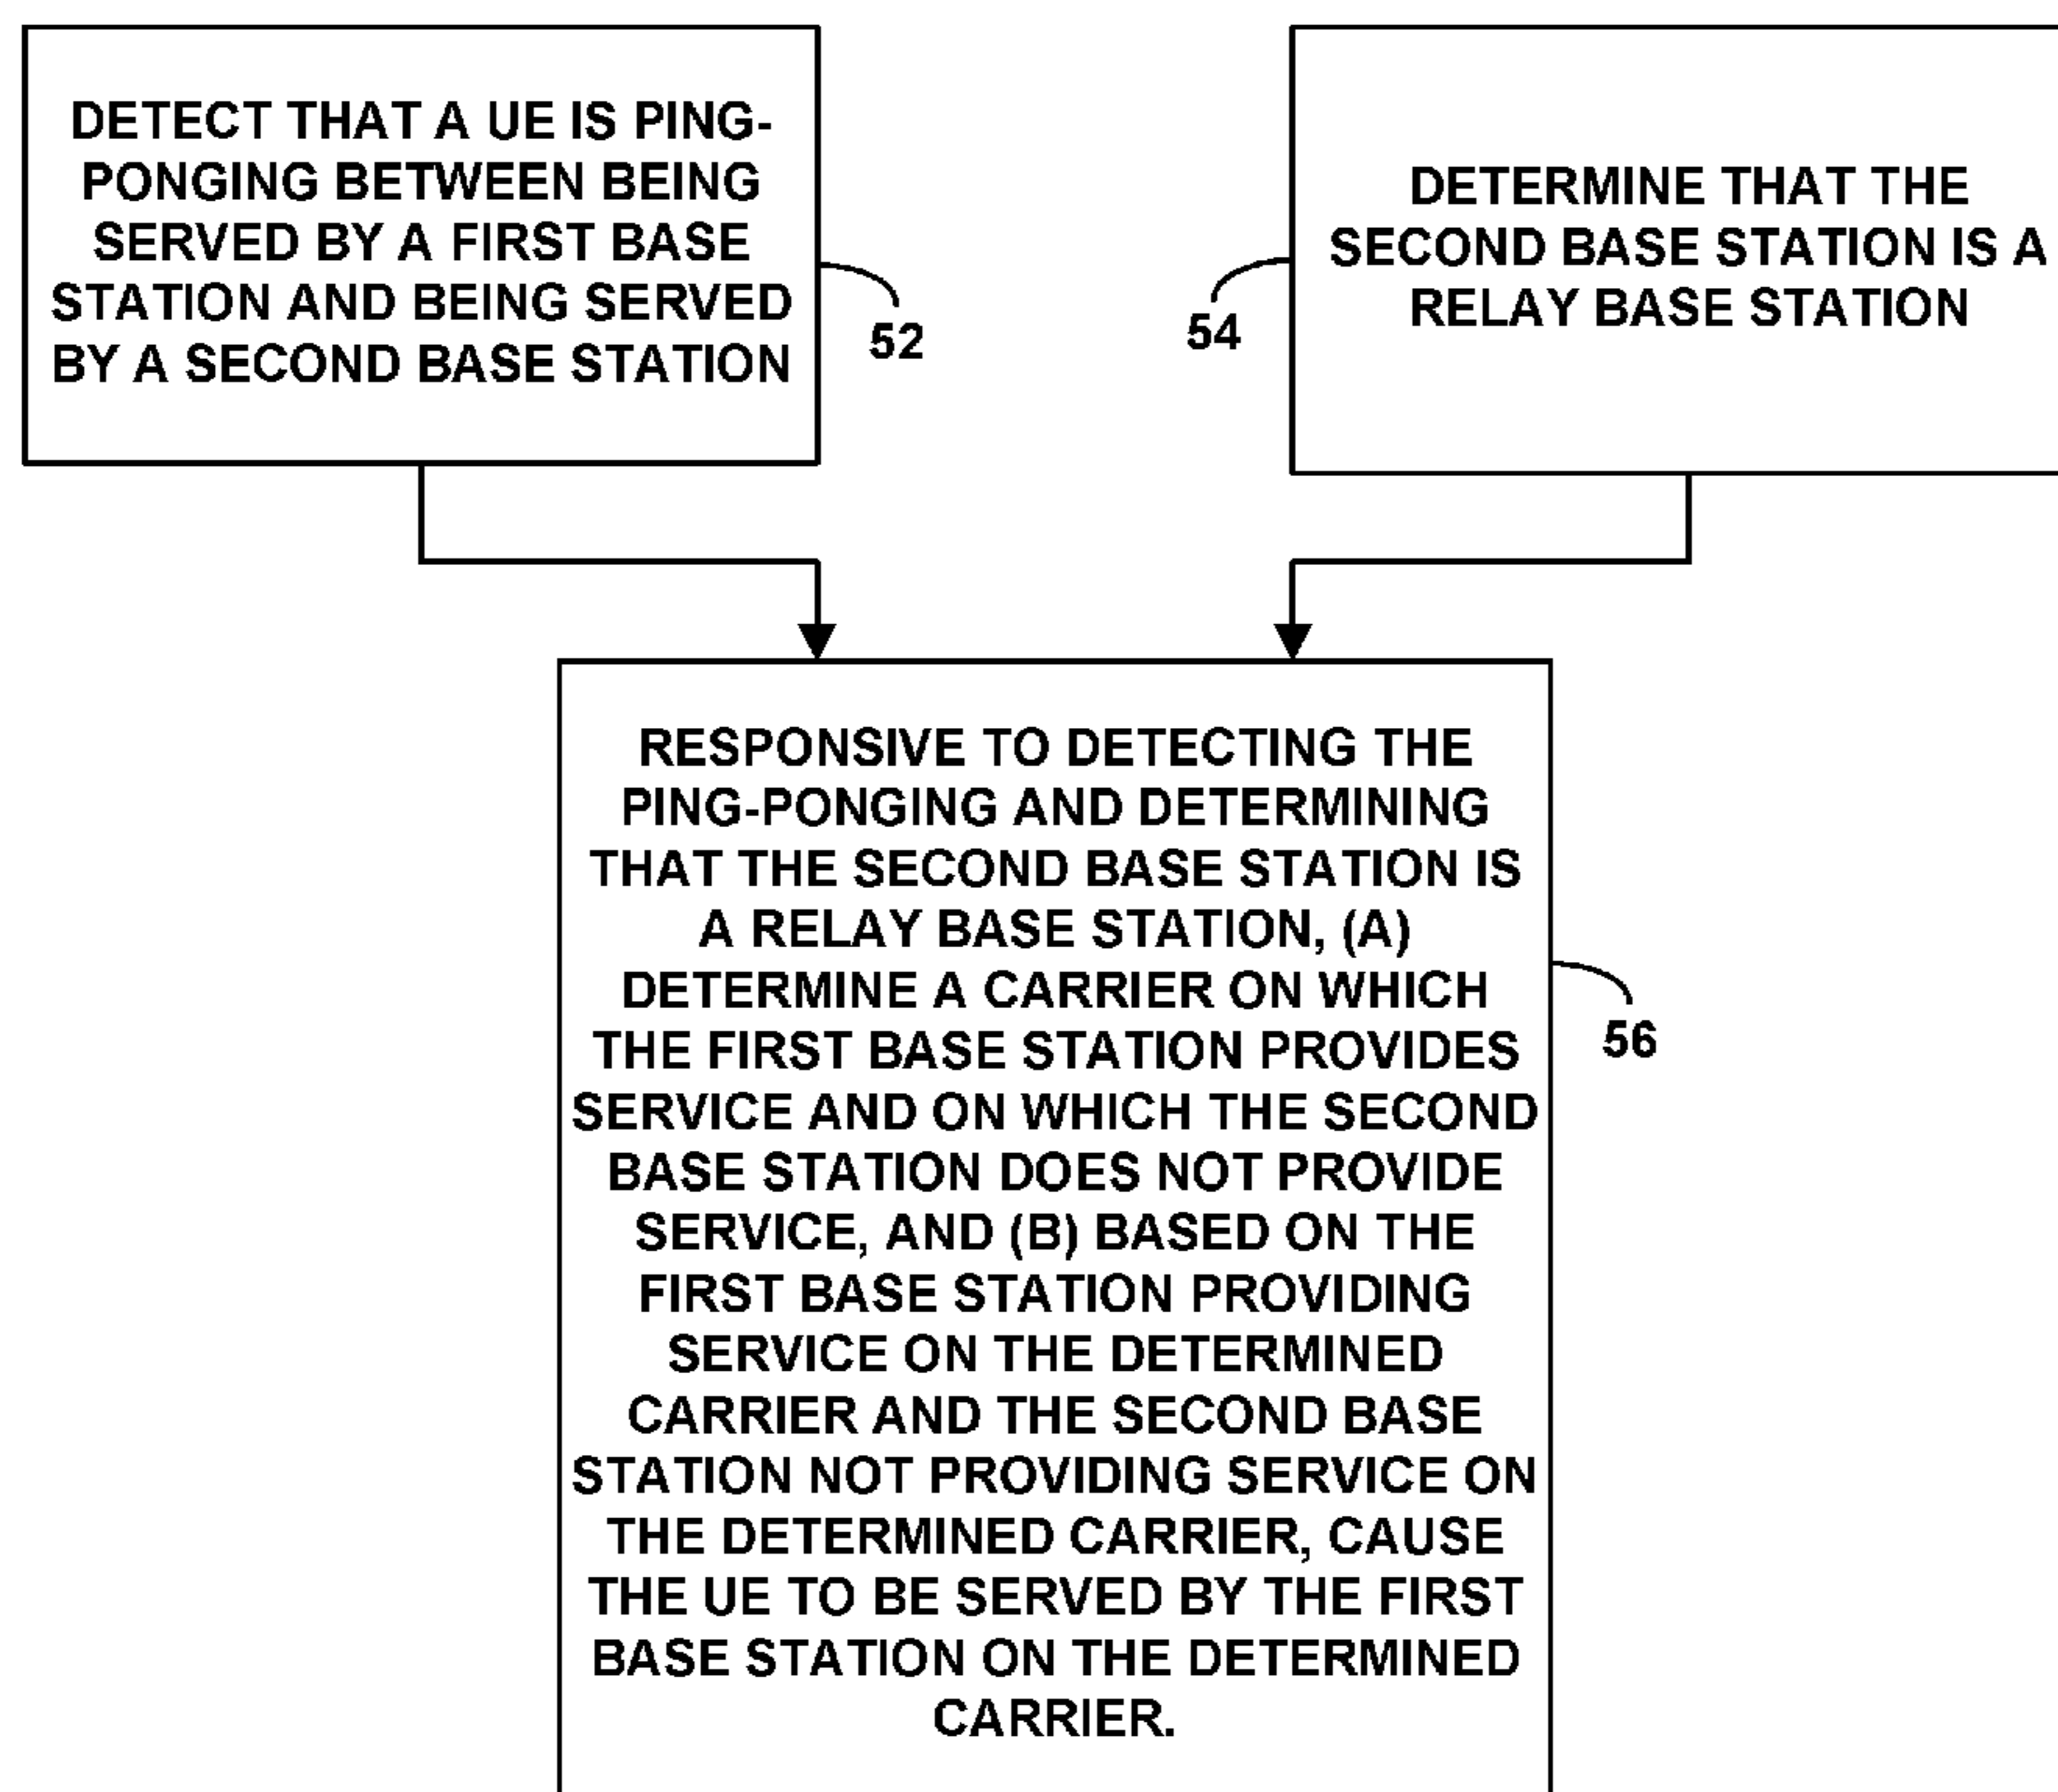 DETECT THAT A UE IS PING-
PONGING BETWEEN BEING
SERVED BY A FIRST BASE
STATION AND BEING SERVED
BY A SECOND BASE STATION
52
DETERMINE THAT THE
SECOND BASE STATION IS A
RELAY BASE STATION
54
RESPONSIVE TO DETECTING THE
PING-PONGING AND DETERMINING
THAT THE SECOND BASE STATION IS
A RELAY BASE STATION, (A)
DETERMINE A CARRIER ON WHICH
THE FIRST BASE STATION PROVIDES
SERVICE AND ON WHICH THE SECOND
BASE STATION DOES NOT PROVIDE
SERVICE, AND (B) BASED ON THE
FIRST BASE STATION PROVIDING
SERVICE ON THE DETERMINED
CARRIER AND THE SECOND BASE
STATION NOT PROVIDING SERVICE ON
THE DETERMINED CARRIER, CAUSE
THE UE TO BE SERVED BY THE FIRST
BASE STATION ON THE DETERMINED
CARRIER.
56